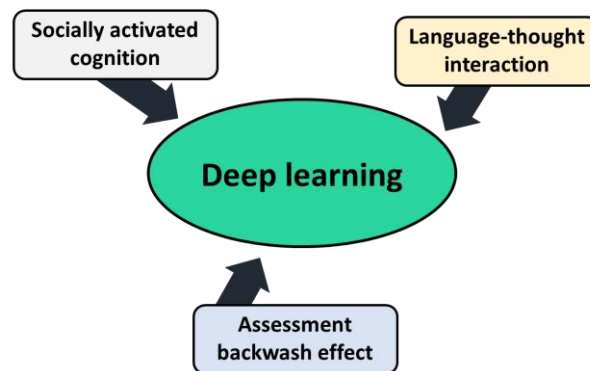 Socially activated
cognition
Language-thought
interaction
Deep learning
Assessment
backwash effect